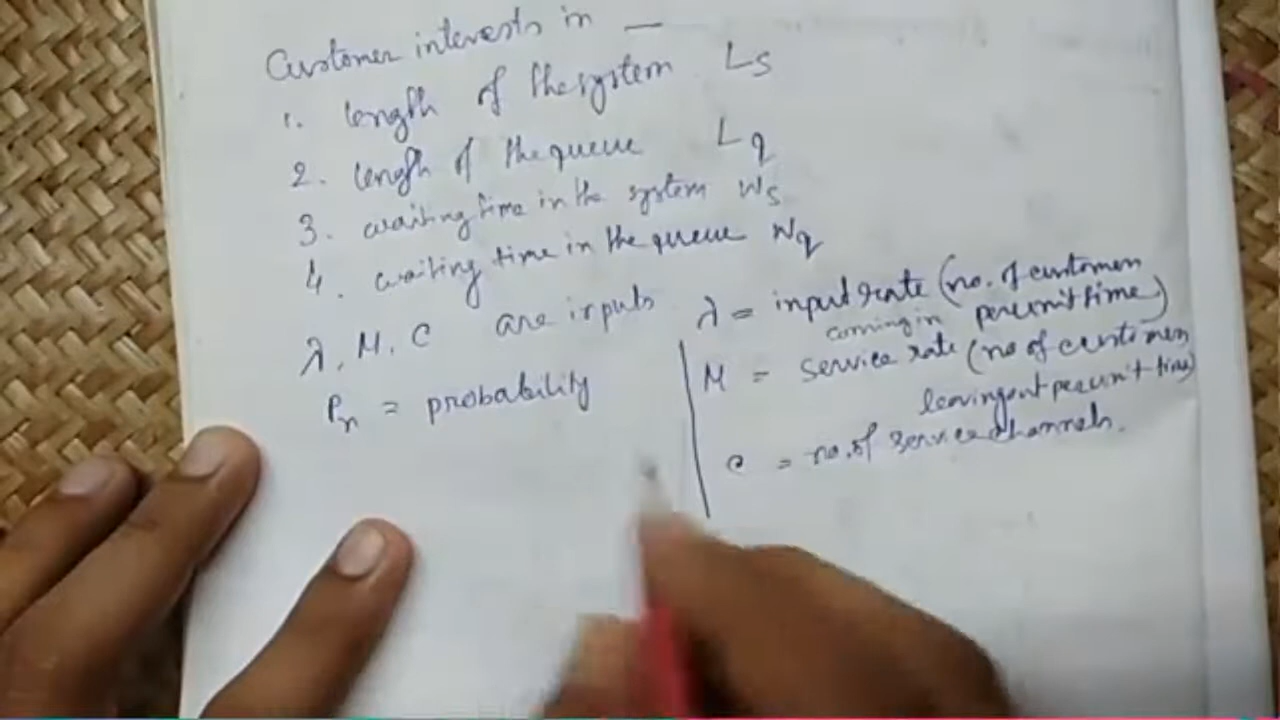 Customer interests in —
1. length of the system Ls
2. length of the queue Lq
3. waiting time in the system Ws
4. waiting time in the queue Wq
λ, M, C are inputs
Pn = probability
λ = input rate (no. of customers
coming in per unit time)
M = service rate (no of customers
leaving out per unit time)
c = no. of service channels.